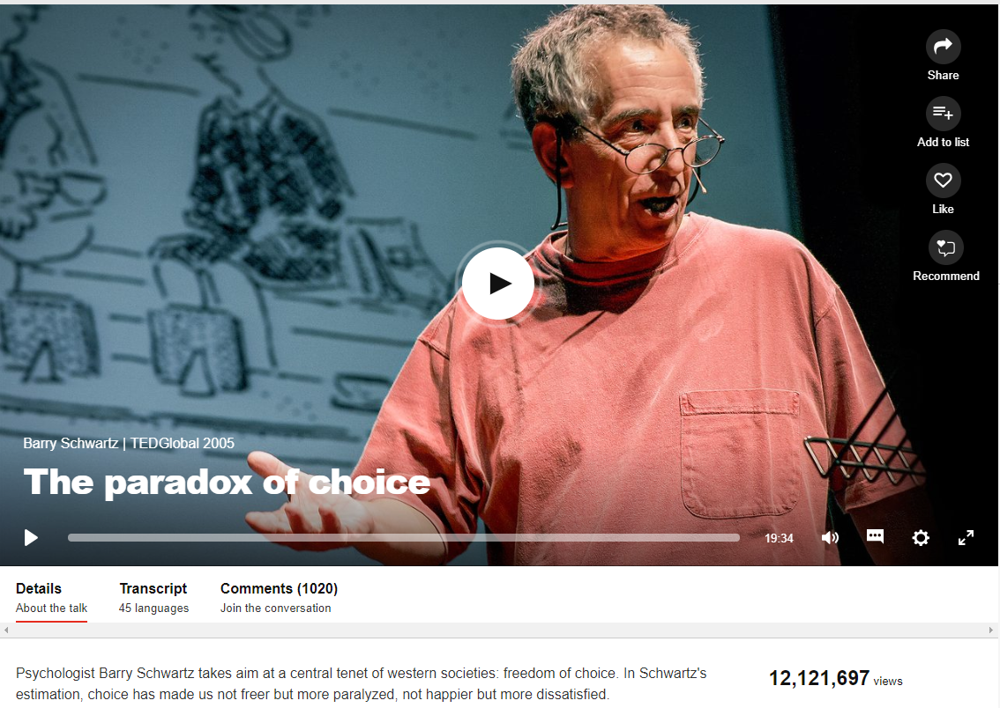 Share
Add to list
Like
Recommend
Barry Schwartz | TEDGlobal 2005
The paradox of choice
19:34
Details
About the talk
Transcript
45 languages
Comments (1020)
Join the conversation
Psychologist Barry Schwartz takes aim at a central tenet of western societies: freedom of choice. In Schwartz's
estimation, choice has made us not freer but more paralyzed, not happier but more dissatisfied.
12,121,697 views